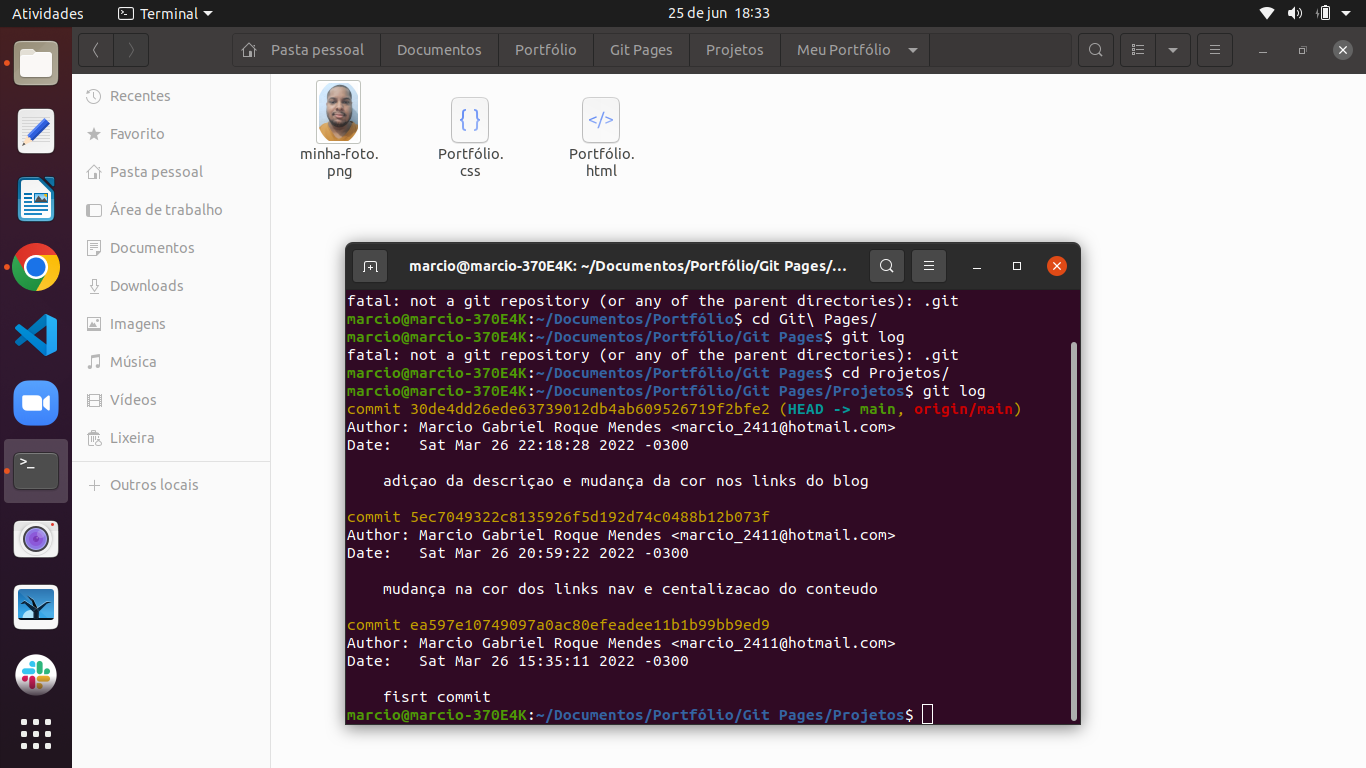 Atividades
Terminal
25 de jun 18:33
Pasta pessoal
Documentos
Portfólio
Git Pages
Projetos
Meu Portfólio
Recentes
Favorito
Pasta pessoal
Área de trabalho
Documentos
Downloads
Imagens
Música
Vídeos
Lixeira
Outros locais
minha-foto.
png
{ }
Portfólio.
css
</>
Portfólio.
html
marcio@marcio-370E4K: ~/Documentos/Portfólio/Git Pages/...
fatal: not a git repository (or any of the parent directories): .git
marcio@marcio-370E4K:~/Documentos/Portfólio$ cd Git\ Pages/
marcio@marcio-370E4K:~/Documentos/Portfólio/Git Pages$ git log
fatal: not a git repository (or any of the parent directories): .git
marcio@marcio-370E4K:~/Documentos/Portfólio/Git Pages$ cd Projetos/
marcio@marcio-370E4K:~/Documentos/Portfólio/Git Pages/Projetos$ git log
commit 30de4dd26ede63739012db4ab609526719f2bfe2 (HEAD -> main, origin/main)
Author: Marcio Gabriel Roque Mendes <marcio_2411@hotmail.com>
Date:   Sat Mar 26 22:18:28 2022 -0300
adiçao da descriçao e mudança da cor nos links do blog
commit 5ec7049322c8135926f5d192d74c0488b12b073f
Author: Marcio Gabriel Roque Mendes <marcio_2411@hotmail.com>
Date:   Sat Mar 26 20:59:22 2022 -0300
mudança na cor dos links nav e centalizacao do conteudo
commit ea597e10749097a0ac80efeadee11b1b99bb9ed9
Author: Marcio Gabriel Roque Mendes <marcio_2411@hotmail.com>
Date:   Sat Mar 26 15:35:11 2022 -0300
fisrt commit
marcio@marcio-370E4K:~/Documentos/Portfólio/Git Pages/Projetos$